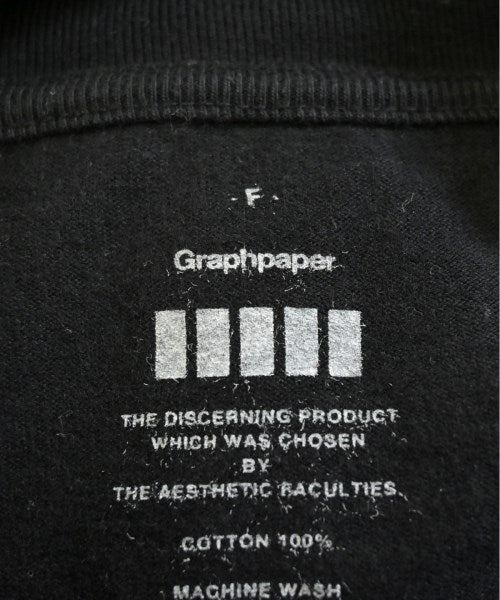 - F -
Graphpaper
THE DISCERNING PRODUCT
WHICH WAS CHOSEN
BY
THE AESTHETIC FACULTIES.
COTTON 100%
MACHINE WASH